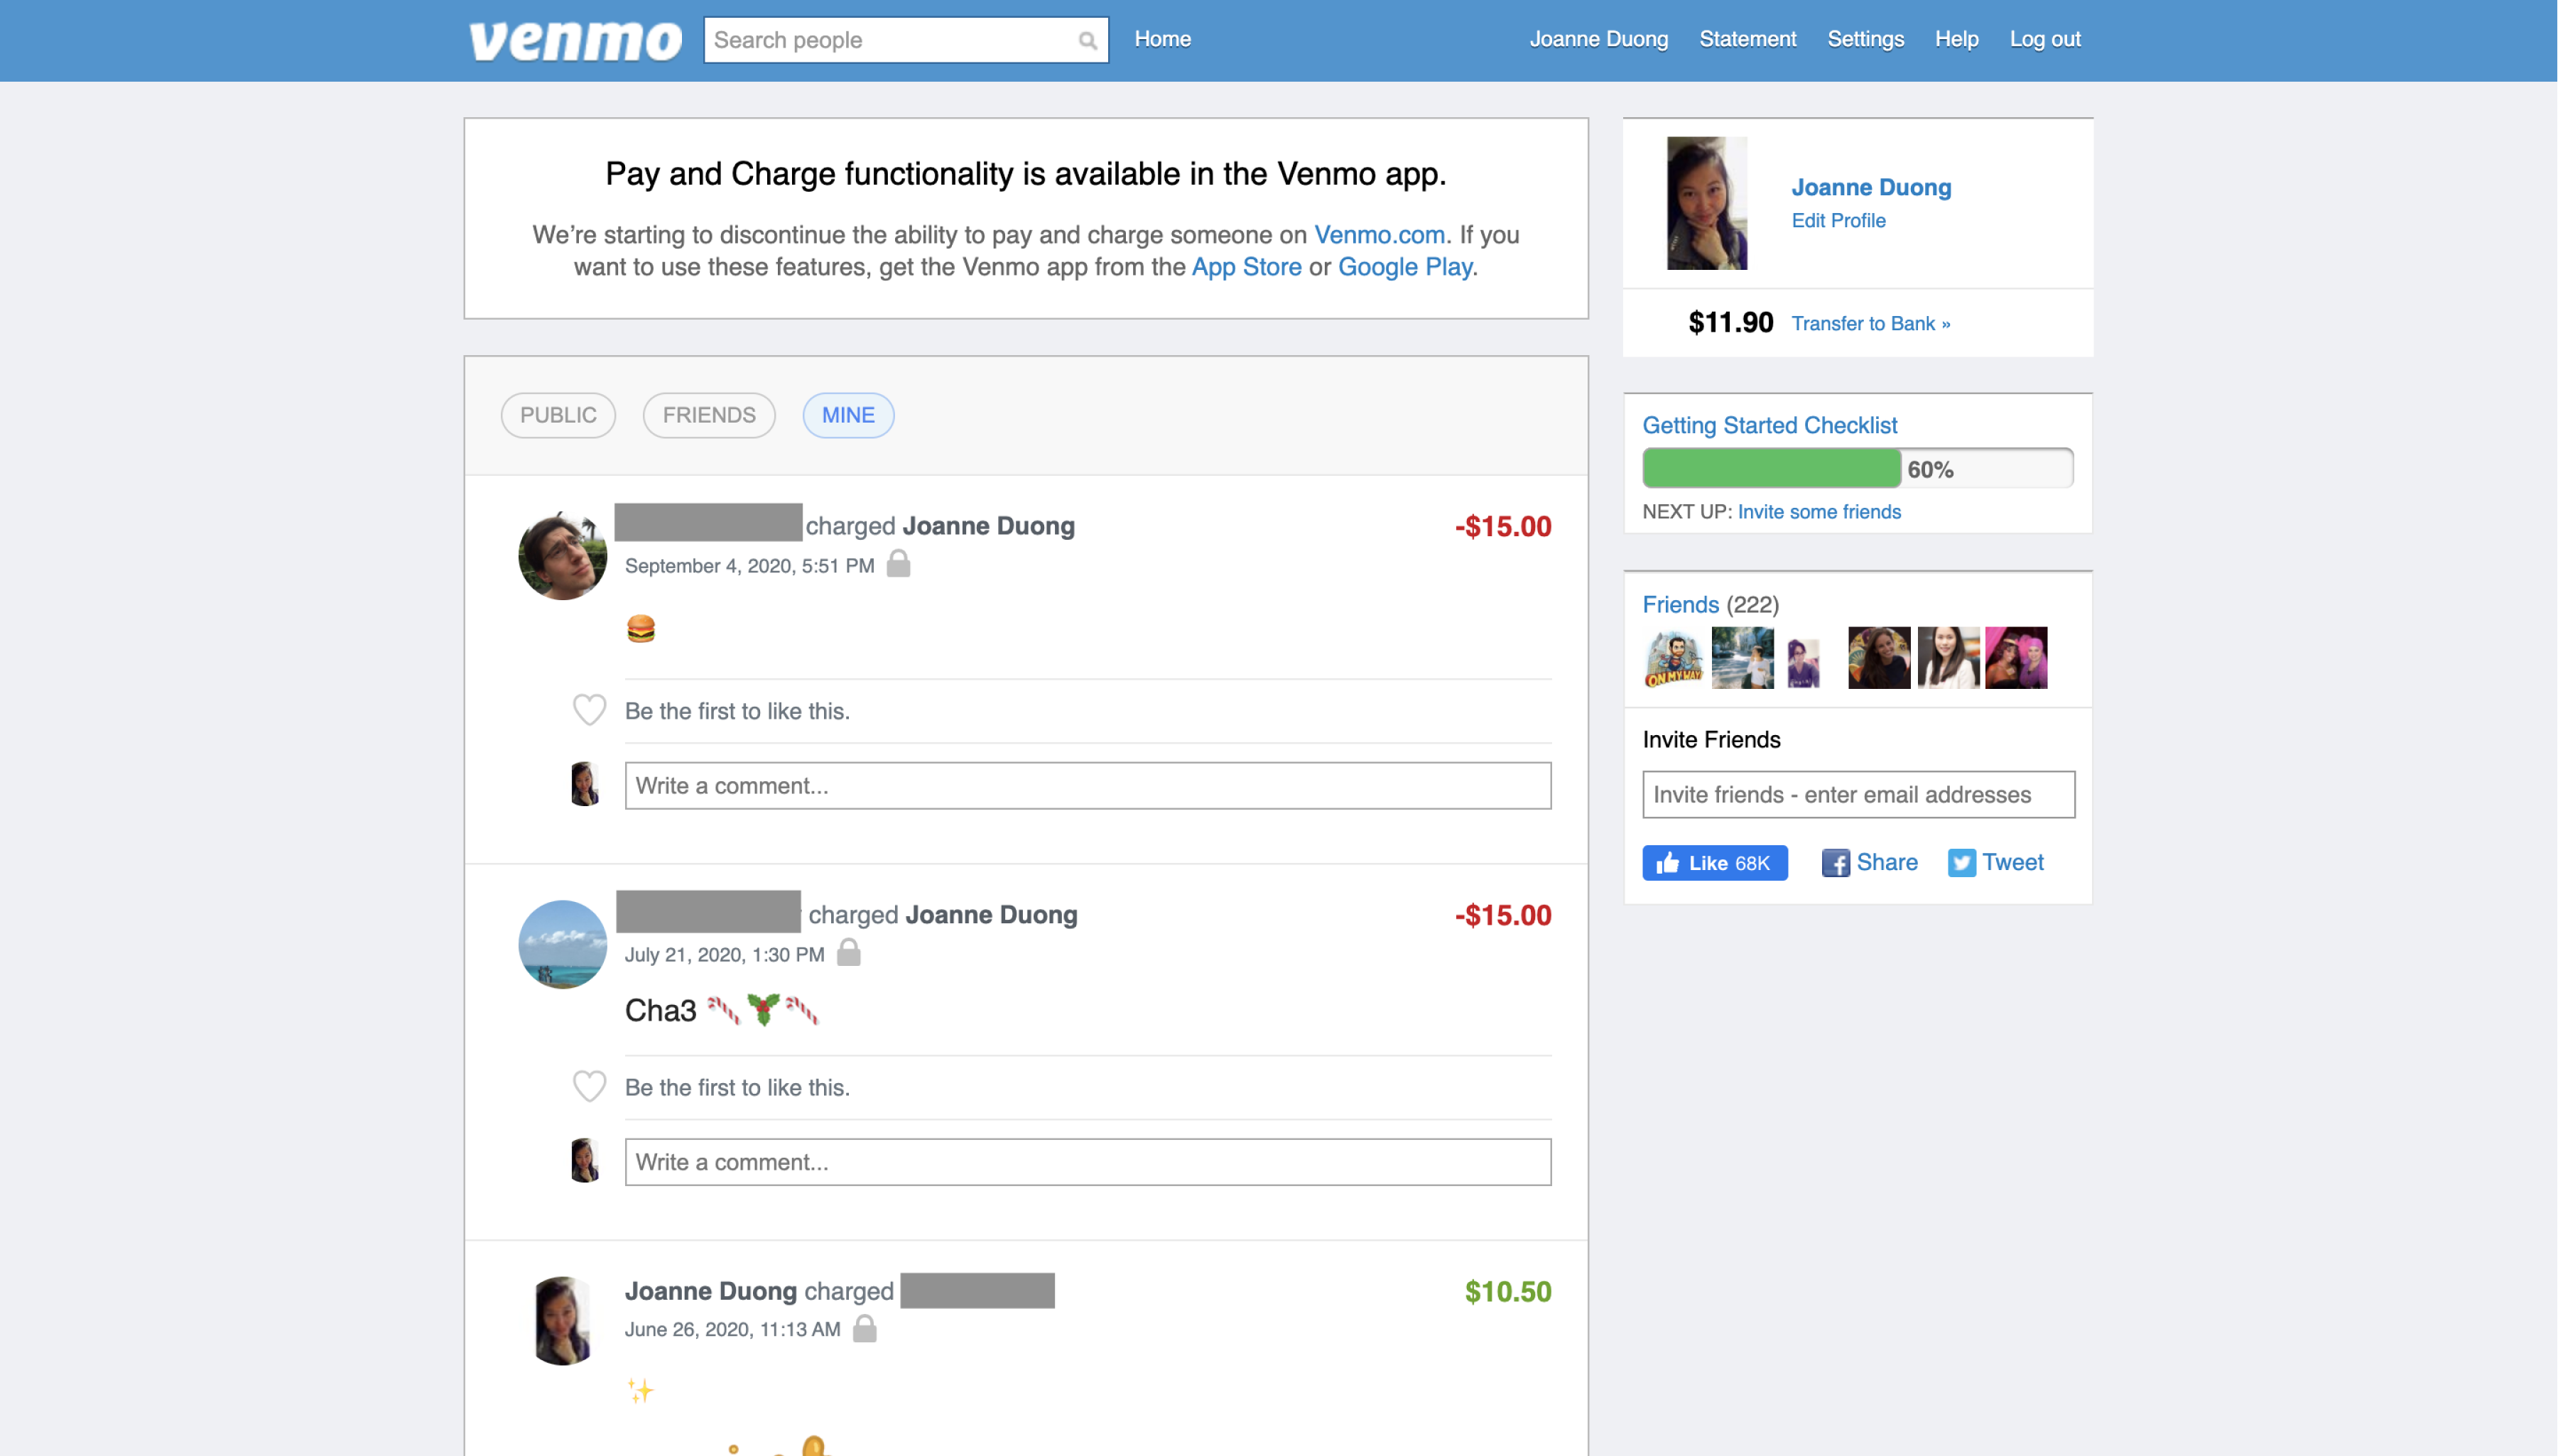 venmo Search people Home Joanne Duong Statement Settings Help Log out
Pay and Charge functionality is available in the Venmo app.
We’re starting to discontinue the ability to pay and charge someone on Venmo.com. If you
want to use these features, get the Venmo app from the App Store or Google Play.
PUBLIC FRIENDS MINE
charged Joanne Duong -$15.00
September 4, 2020, 5:51 PM
🍔
Be the first to like this.
Write a comment...
charged Joanne Duong -$15.00
July 21, 2020, 1:30 PM
Cha3
Be the first to like this.
Write a comment...
Joanne Duong charged $10.50
June 26, 2020, 11:13 AM
Joanne Duong
Edit Profile
$11.90 Transfer to Bank »
Getting Started Checklist
60%
NEXT UP: Invite some friends
Friends (222)
ON MY WAY
Invite Friends
Invite friends - enter email addresses
Like 68K Share Tweet